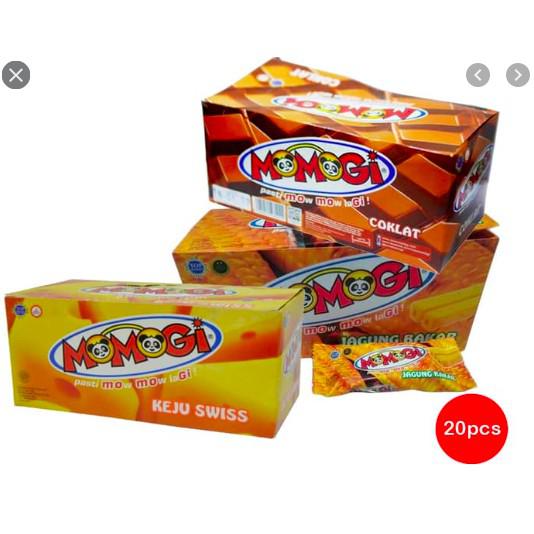 MOMOGi
pasti mow mow laGi !
COKLAT
MOMOGI
mow mow laGi !
JAGUNG BAKAR
MOMOGi
pasti mow mow laGi !
KEJU SWISS
MOMOGI
JAGUNG BAKAR
20pcs